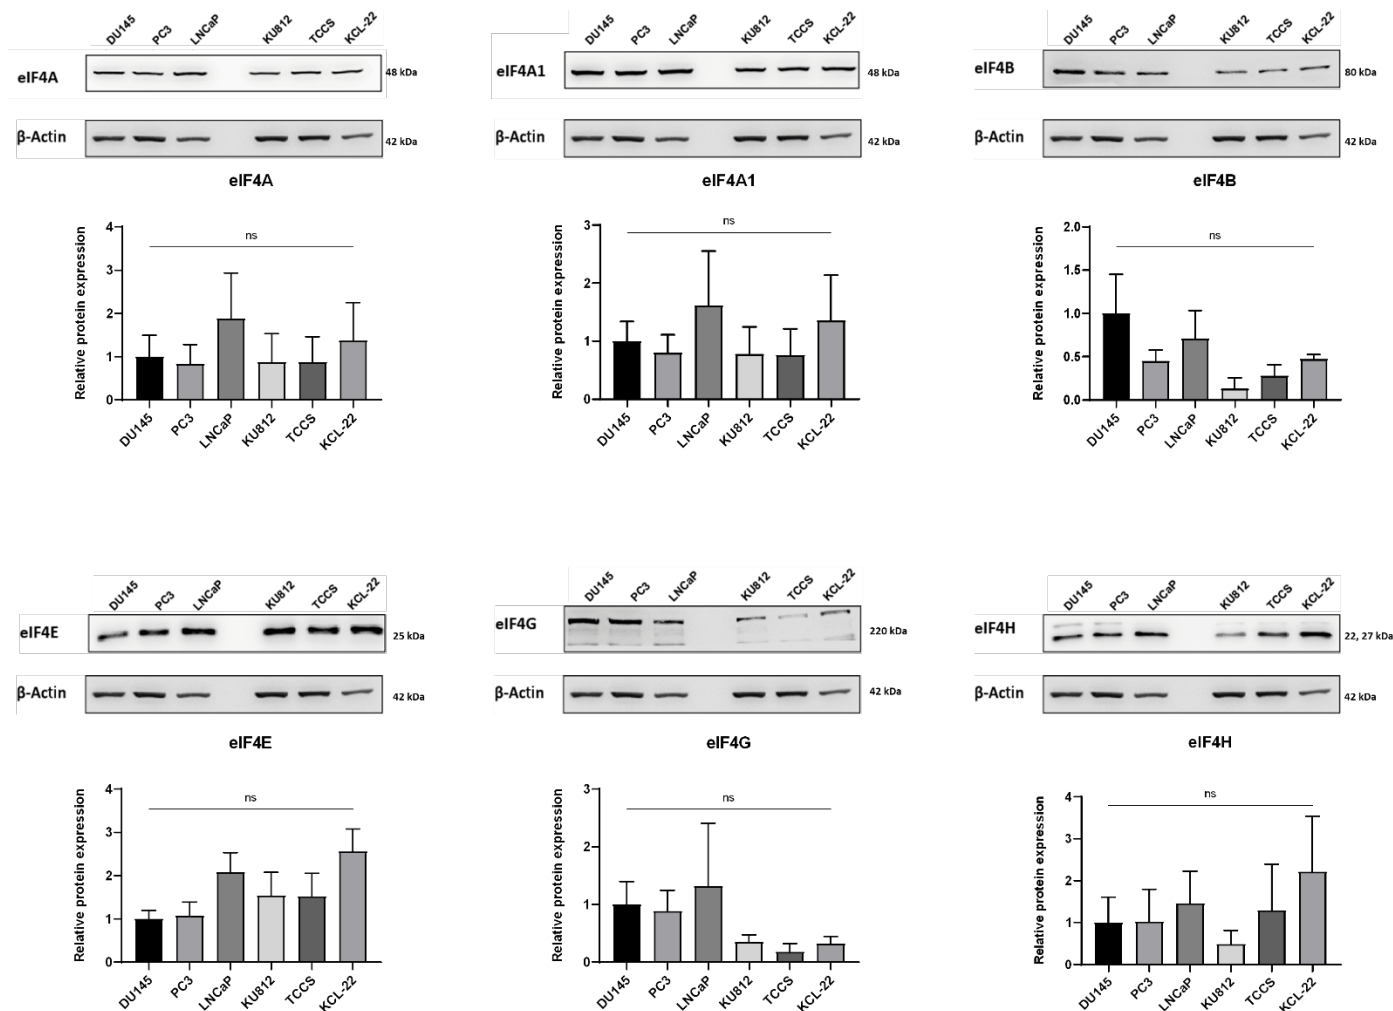 DU145 PC3 LNCaP KU812 TCCS KCL-22
eIF4A 48 kDa
β-Actin 42 kDa
eIF4A
Relative protein expression
4
3
2
1
0
ns
DU145 PC3 LNCaP KU812 TCCS KCL-22
DU145 PC3 LNCaP KU812 TCCS KCL-22
eIF4A1 48 kDa
β-Actin 42 kDa
eIF4A1
Relative protein expression
3
2
1
0
ns
DU145 PC3 LNCaP KU812 TCCS KCL-22
DU145 PC3 LNCaP KU812 TCCS KCL-22
eIF4B 80 kDa
β-Actin 42 kDa
eIF4B
Relative protein expression
2.0
1.5
1.0
0.5
0.0
ns
DU145 PC3 LNCaP KU812 TCCS KCL-22
DU145 PC3 LNCaP KU812 TCCS KCL-22
eIF4E 25 kDa
β-Actin 42 kDa
eIF4E
Relative protein expression
4
3
2
1
0
ns
DU145 PC3 LNCaP KU812 TCCS KCL-22
DU145 PC3 LNCaP KU812 TCCS KCL-22
eIF4G 220 kDa
β-Actin 42 kDa
eIF4G
Relative protein expression
3
2
1
0
ns
DU145 PC3 LNCaP KU812 TCCS KCL-22
DU145 PC3 LNCaP KU812 TCCS KCL-22
eIF4H 22, 27 kDa
β-Actin 42 kDa
eIF4H
Relative protein expression
4
3
2
1
0
ns
DU145 PC3 LNCaP KU812 TCCS KCL-22